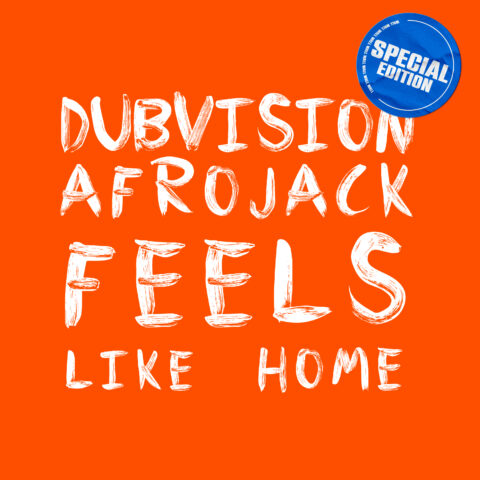 SPECIAL
EDITION
DUBVISION
AFROJACK
FEELS
LIKE HOME